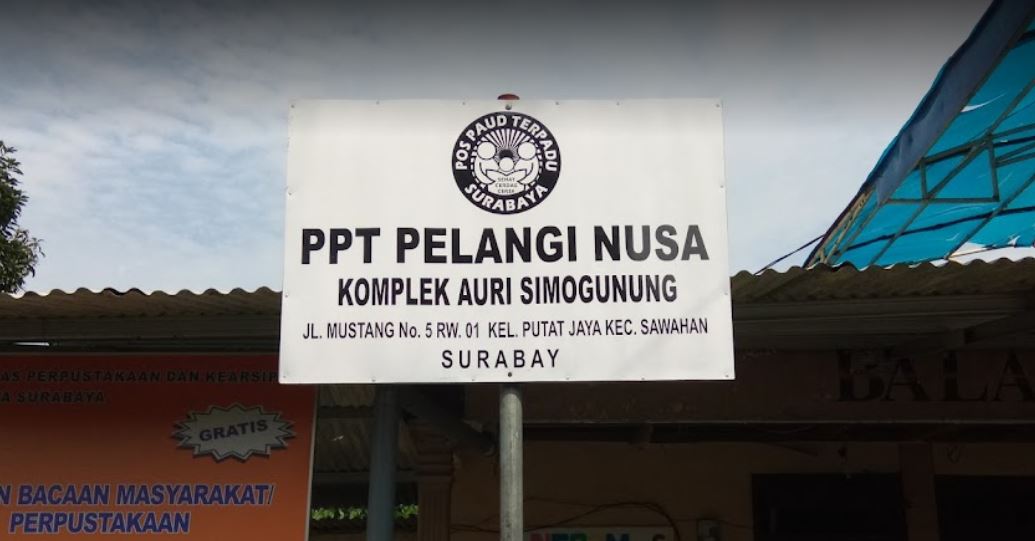 POS PAUD TERPADU
SEHAT
CERDAS
CERIA
SURABAYA
PPT PELANGI NUSA
KOMPLEK AURI SIMOGUNUNG
JL. MUSTANG No. 5 RW. 01 KEL. PUTAT JAYA KEC. SAWAHAN
SURABAY
AS PERPUSTAKAAN DAN KEARSIP
A SURABAYA
GRATIS
N BACAAN MASYARAKAT/
PERPUSTAKAAN
BALA